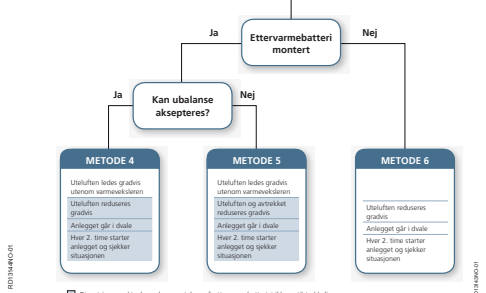 Ja
Ettervarmebatteri
montert
Nej
Ja
Kan ubalanse
aksepteres?
Nej
METODE 4
Uteluften ledes gradvis
utenom varmeveksleren
Uteluften reduseres
gradvis
Anlegget går i dvale
Hver 2. time starter
anlegget og sjekker
situasjonen
METODE 5
Uteluften ledes gradvis
utenom varmeveksleren
Uteluften og avtrekket
reduseres gradvis
Anlegget går i dvale
Hver 2. time starter
anlegget og sjekker
situasjonen
METODE 6
Uteluften reduseres
gradvis
Anlegget går i dvale
Hver 2. time starter
anlegget og sjekker
situasjonen
RD13144NO-01